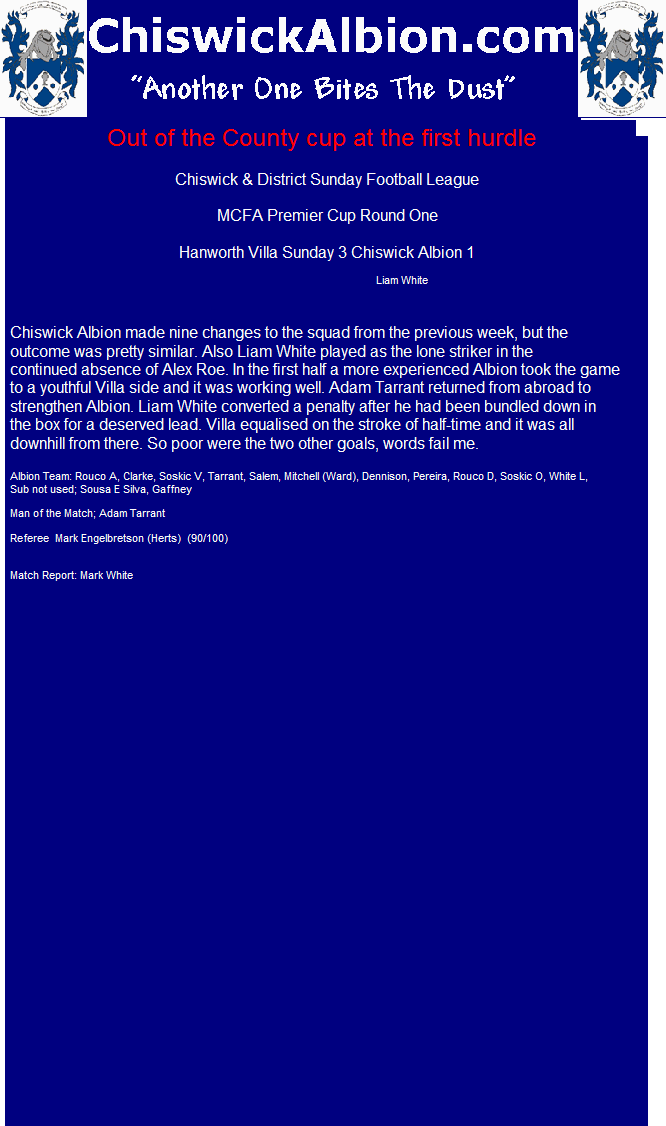 ChiswickAlbion.com
"Another One Bites The Dust"
Out of the County cup at the first hurdle
Chiswick & District Sunday Football League
MCFA Premier Cup Round One
Hanworth Villa Sunday 3 Chiswick Albion 1
Liam White
Chiswick Albion made nine changes to the squad from the previous week, but the
outcome was pretty similar. Also Liam White played as the lone striker in the
continued absence of Alex Roe. In the first half a more experienced Albion took the game
to a youthful Villa side and it was working well. Adam Tarrant returned from abroad to
strengthen Albion. Liam White converted a penalty after he had been bundled down in
the box for a deserved lead. Villa equalised on the stroke of half-time and it was all
downhill from there. So poor were the two other goals, words fail me.
Albion Team: Rouco A, Clarke, Soskic V, Tarrant, Salem, Mitchell (Ward), Dennison, Pereira, Rouco D, Soskic O, White L,
Sub not used; Sousa E Silva, Gaffney
Man of the Match; Adam Tarrant
Referee  Mark Engelbretson (Herts)  (90/100)
Match Report: Mark White